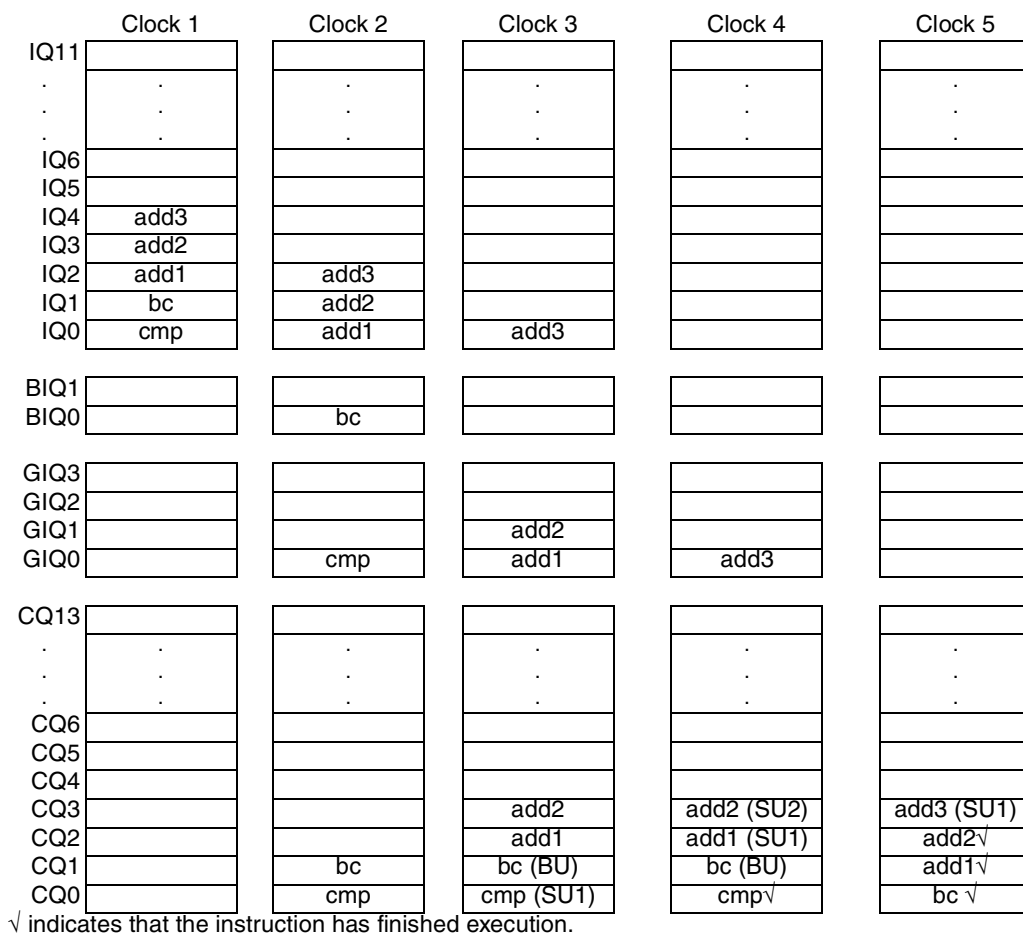 Clock 1 Clock 2 Clock 3 Clock 4 Clock 5
IQ11
. . . . . .
. . . . . .
. . . . . .
IQ6
IQ5
IQ4 add3
IQ3 add2
IQ2 add1 add3
IQ1 bc add2
IQ0 cmp add1 add3
BIQ1
BIQ0 bc
GIQ3
GIQ2
GIQ1 add2
GIQ0 cmp add1 add3
CQ13
. . . . . .
. . . . . .
. . . . . .
CQ6
CQ5
CQ4
CQ3 add2 add2 (SU2) add3 (SU1)
CQ2 add1 add1 (SU1) add2√
CQ1 bc bc (BU) bc (BU) add1√
CQ0 cmp cmp (SU1) cmp√ bc √
√ indicates that the instruction has finished execution.